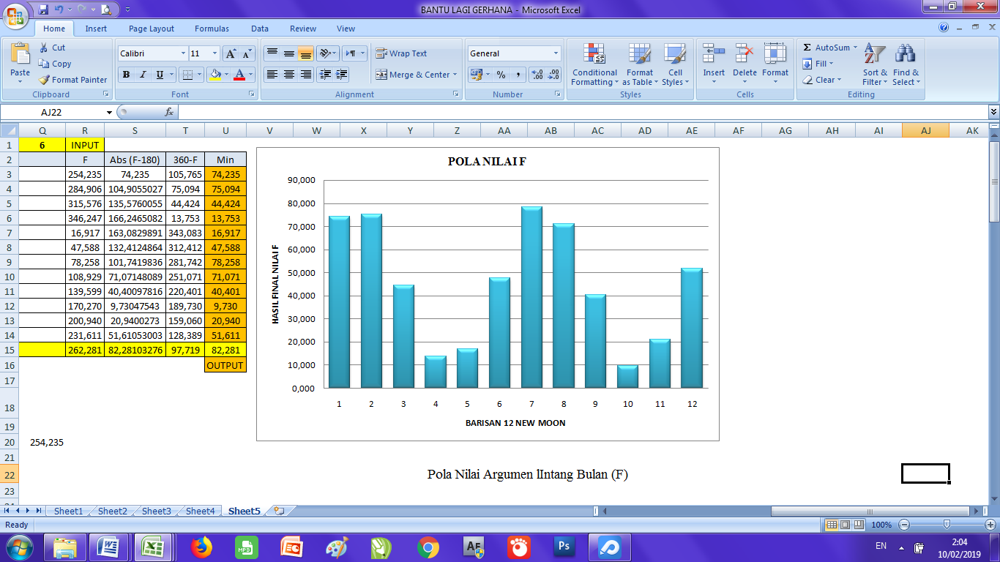 BANTU LAGI GERHANA - Microsoft Excel
Home Insert Page Layout Formulas Data Review View
Paste Cut Copy Format Painter
Calibri 11 Wrap Text General
B I U Merge & Center % , Conditional Formatting Format as Table Cell Styles Insert Delete Format
Σ AutoSum Fill Clear Sort & Filter Find & Select
Clipboard Font Alignment Number Styles Cells Editing
AJ22 fx
Q R S T U V W X Y Z AA AB AC AD AE AF AG AH AI AJ AK
1 6 INPUT
2 F Abs (F-180) 360-F Min
3 254,235 74,235 105,765 74,235
4 284,906 104,9055027 75,094 75,094
5 315,576 135,5760055 44,424 44,424
6 346,247 166,2465082 13,753 13,753
7 16,917 163,0829891 343,083 16,917
8 47,588 132,4124864 312,412 47,588
9 78,258 101,7419836 281,742 78,258
10 108,929 71,07148089 251,071 71,071
11 139,599 40,40097816 220,401 40,401
12 170,270 9,73047543 189,730 9,730
13 200,940 20,9400273 159,060 20,940
14 231,611 51,61053003 128,389 51,611
15 262,281 82,28103276 97,719 82,281
16 OUTPUT
17
18
19
20 254,235
21
22
23
POLA NILAI F
HASIL FINAL NILAI F
90,000
80,000
70,000
60,000
50,000
40,000
30,000
20,000
10,000
0,000
1 2 3 4 5 6 7 8 9 10 11 12
BARISAN 12 NEW MOON
Pola Nilai Argumen lIntang Bulan (F)
Sheet1 Sheet2 Sheet3 Sheet4 Sheet5
Ready 100%
MP3 AF Ps EN 2:04
10/02/2019